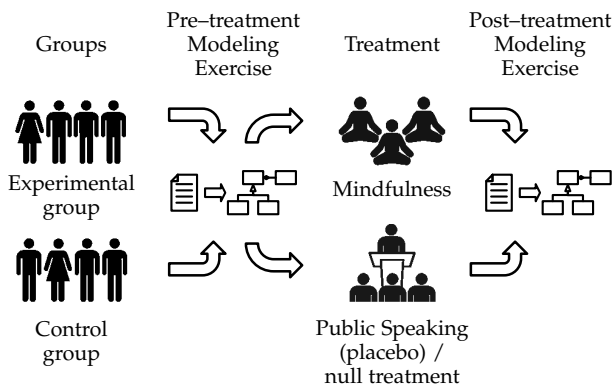 Groups
Pre–treatment
Modeling
Exercise
Treatment
Post–treatment
Modeling
Exercise
Experimental
group
Mindfulness
Control
group
Public Speaking
(placebo) /
null treatment